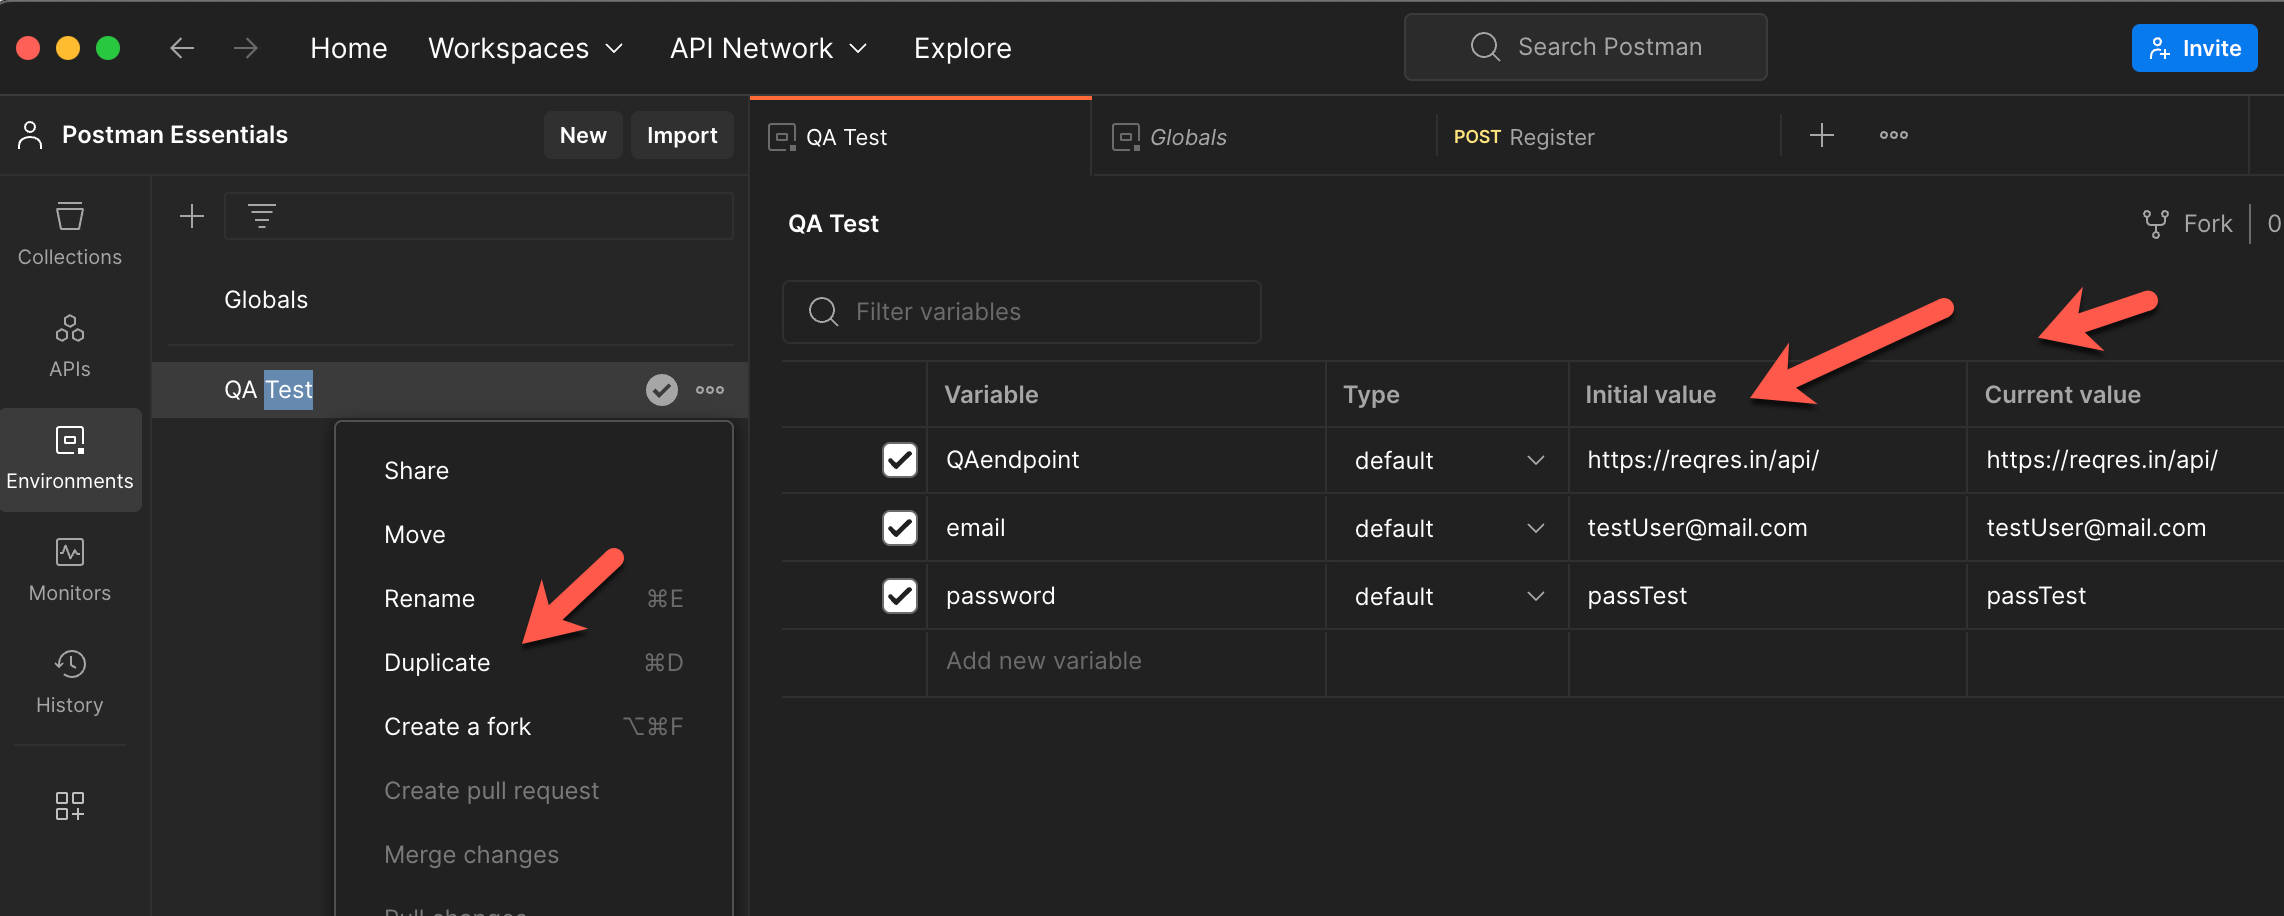 Home Workspaces API Network Explore Search Postman Invite
Postman Essentials New Import
QA Test Globals POST Register
Collections
APIs
Environments
Monitors
History
Globals
QA Test
Share
Move
Rename ⌘E
Duplicate ⌘D
Create a fork ⌥⌘F
Create pull request
Merge changes
Pull changes
QA Test Fork 0
Filter variables
Variable Type Initial value Current value
QAendpoint default https://reqres.in/api/ https://reqres.in/api/
email default testUser@mail.com testUser@mail.com
password default passTest passTest
Add new variable